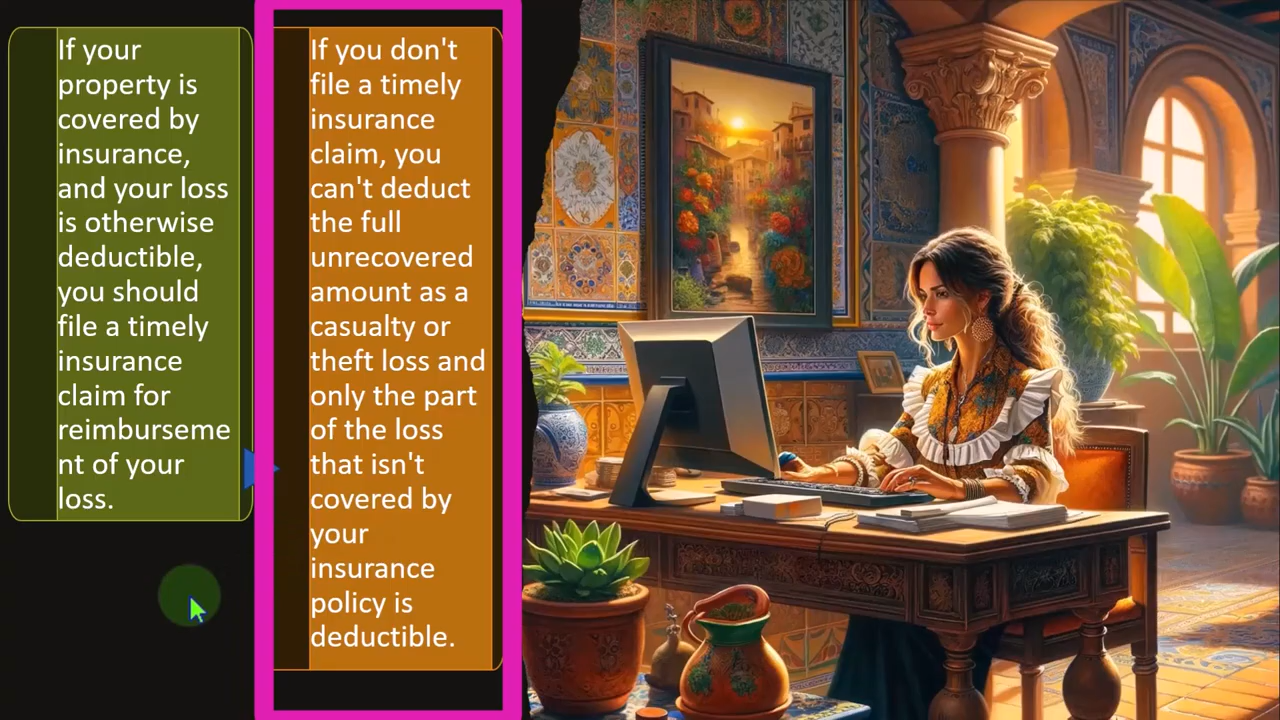 If your
property is
covered by
insurance,
and your loss
is otherwise
deductible,
you should
file a timely
insurance
claim for
reimburseme
nt of your
loss.
If you don't
file a timely
insurance
claim, you
can't deduct
the full
unrecovered
amount as a
casualty or
theft loss and
only the part
of the loss
that isn't
covered by
your
insurance
policy is
deductible.